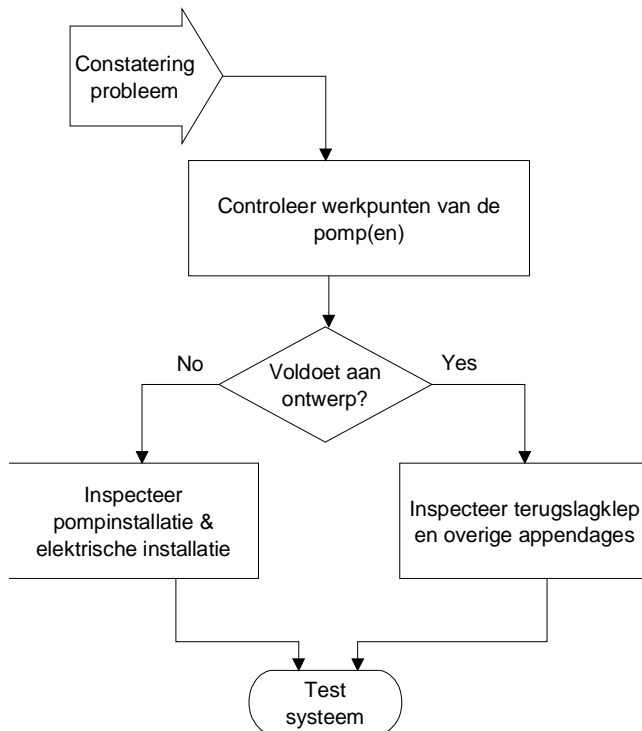 Constatering
probleem
Controleer werkpunten van de
pomp(en)
Voldoet aan
ontwerp?
No
Yes
Inspecteer
pompinstallatie &
elektrische installatie
Inspecteer terugslagklep
en overige appendages
Test
systeem